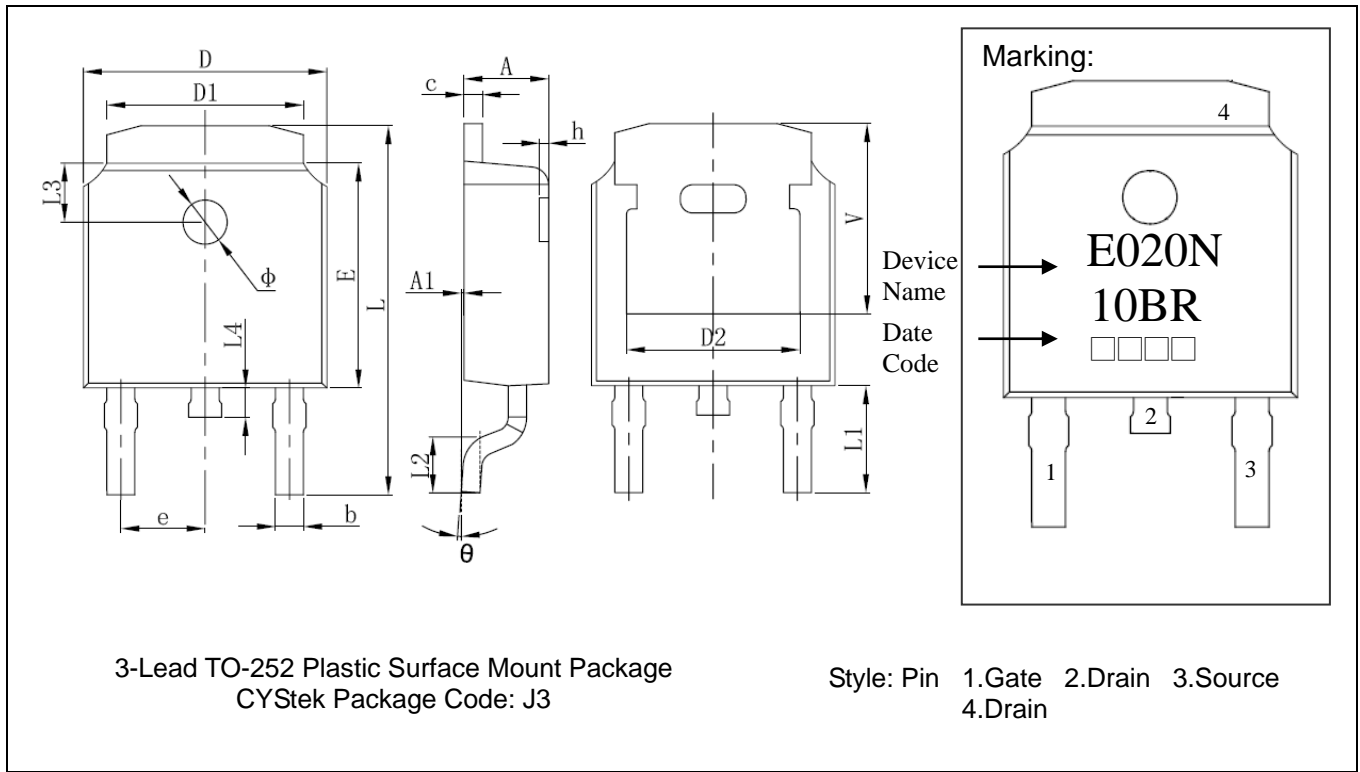 D
D1
L3
ϕ
E
L
L4
e
b
A
c
h
A1
L2
θ
V
D2
L1
Marking:
4
Device
Name
E020N
10BR
Date
Code
□□□□
1
2
3
3-Lead TO-252 Plastic Surface Mount Package
CYStek Package Code: J3
Style: Pin 1.Gate 2.Drain 3.Source
4.Drain